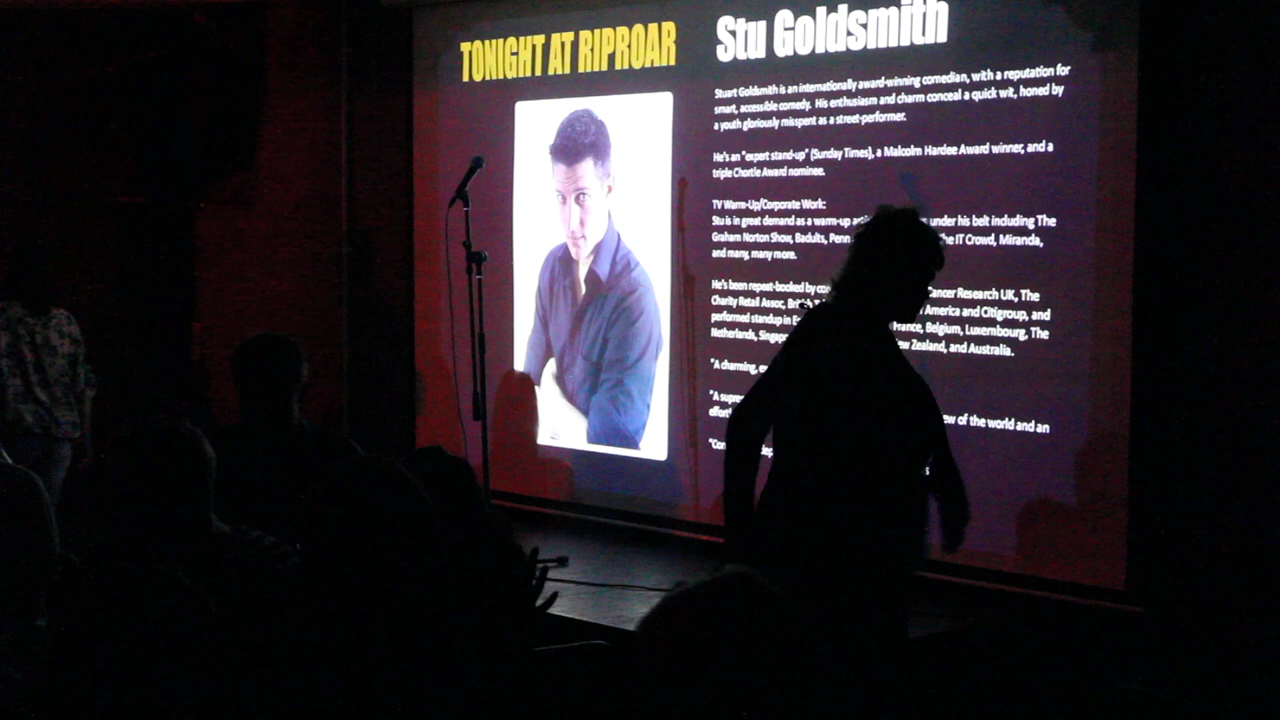 TONIGHT AT RIPROAR
Stu Goldsmith
Stuart Goldsmith is an internationally award-winning comedian, with a reputation for
smart, accessible comedy. His enthusiasm and charm conceal a quick wit, honed by
a youth gloriously misspent as a street-performer.
He's an "expert stand-up" (Sunday Times), a Malcolm Hardee Award winner, and a
triple Chortle Award nominee.
TV Warm-Up/Corporate Work:
Stu is in great demand as a warm-up under his belt including The
Graham Norton Show, Badults, Penn The IT Crowd, Miranda,
and many, many more.
He's been repeat-booked by Cancer Research UK, The
Charity Retail Assoc, America and Citigroup, and
performed standup in France, Belgium, Luxembourg, The
Netherlands, New Zealand, and Australia.
"A charming,
"A
of the world and an